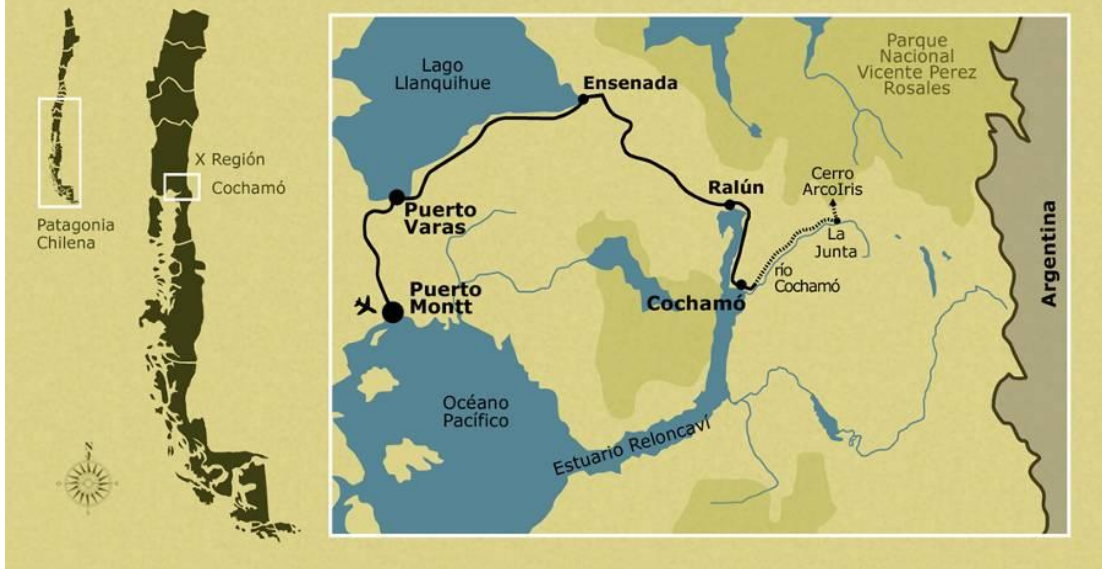 X Región
Cochamó
Patagonia
Chilena
N
Lago
Llanquihue
Ensenada
Parque
Nacional
Vicente Perez
Rosales
Puerto
Varas
Ralún
Cerro
ArcoIris
La
Junta
río
Cochamó
Puerto
Montt
Cochamó
Océano
Pacífico
Estuario Reloncaví
Argentina